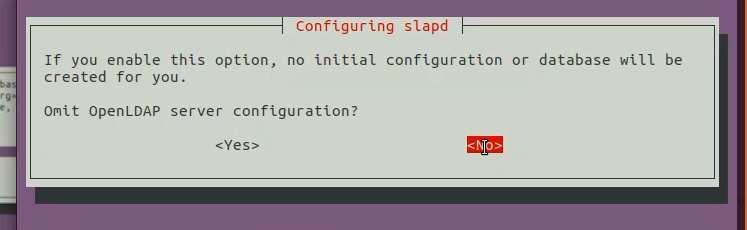 Configuring slapd
If you enable this option, no initial configuration or database will be
created for you.
Omit OpenLDAP server configuration?
<Yes> <No>